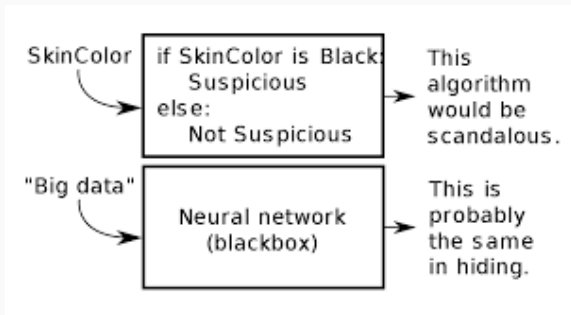 SkinColor
if SkinColor is Black:
Suspicious
else:
Not Suspicious
This
algorithm
would be
scandalous.
"Big data"
Neural network
(blackbox)
This is
probably
the same
in hiding.